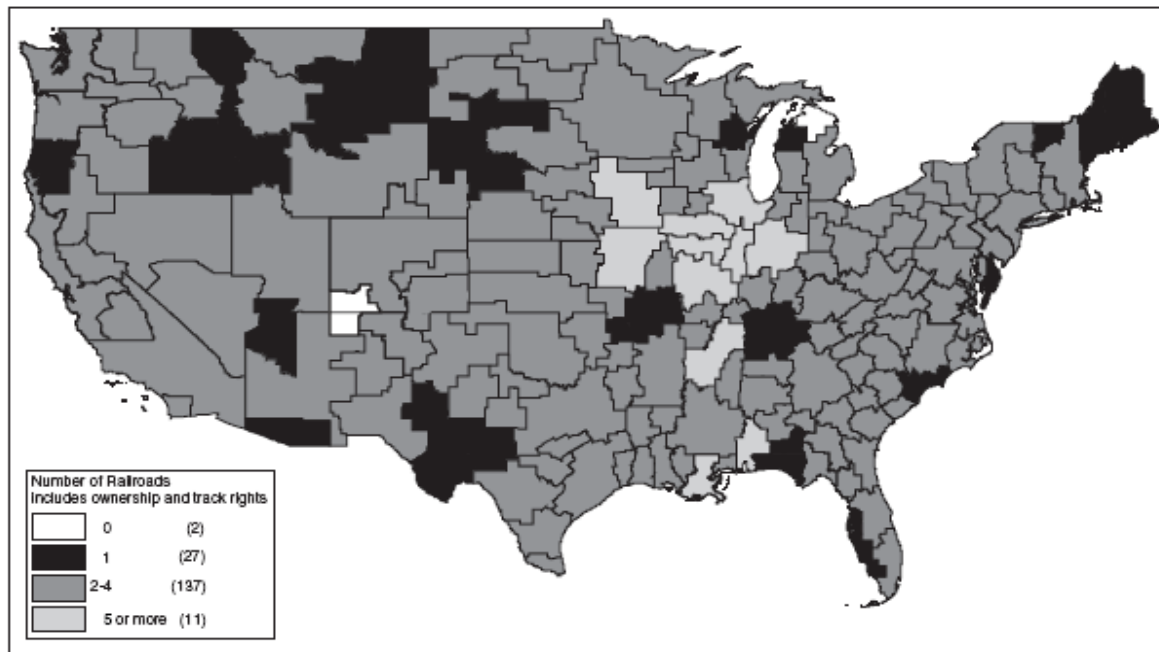 Number of Railroads
Includes ownership and track rights
0 (2)
1 (27)
2-4 (137)
5 or more (11)